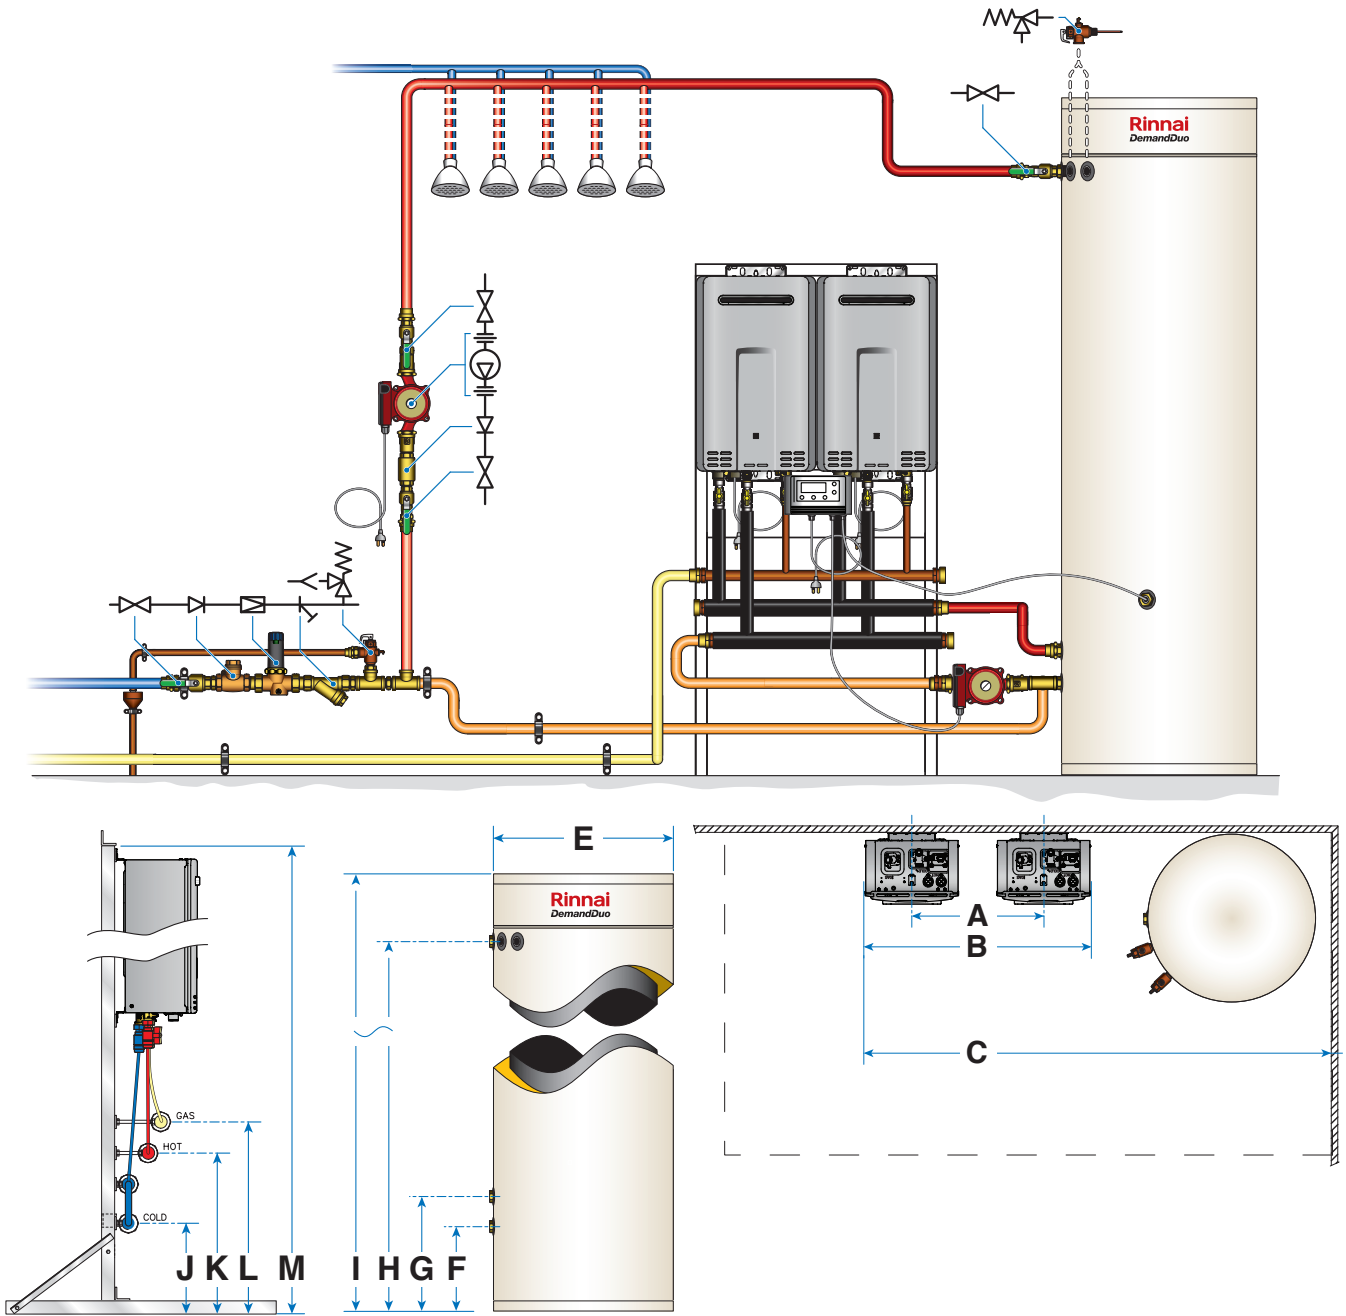 Rinnai
DemandDuo
E
Rinnai
DemandDuo
A
B
C
GAS
HOT
COLD
J K L M I H G F